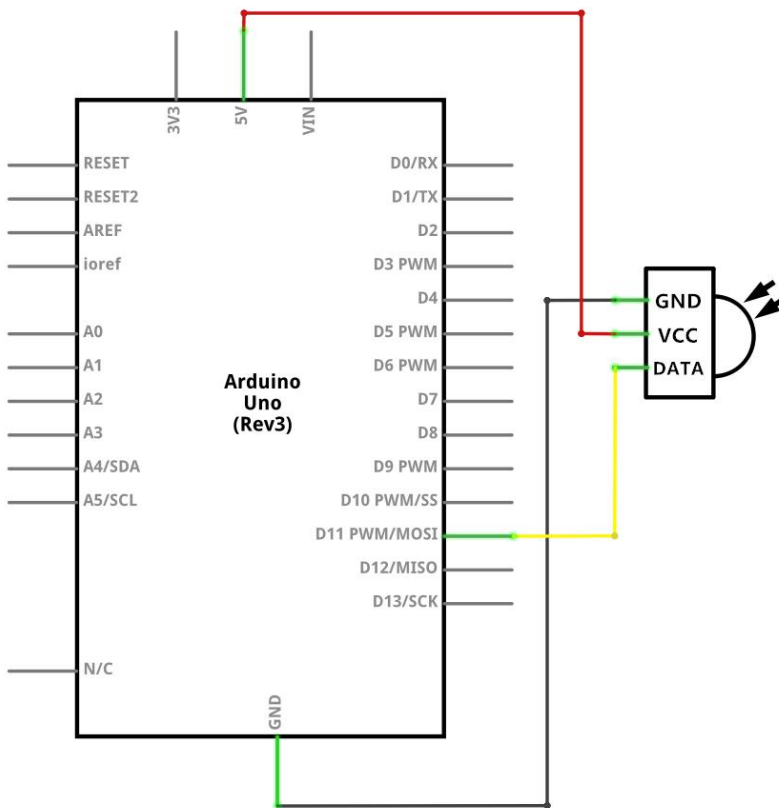 3V3
5V
VIN
RESET
RESET2
AREF
ioref
A0
A1
A2
A3
A4/SDA
A5/SCL
N/C
Arduino
Uno
(Rev3)
D0/RX
D1/TX
D2
D3 PWM
D4
D5 PWM
D6 PWM
D7
D8
D9 PWM
D10 PWM/SS
D11 PWM/MOSI
D12/MISO
D13/SCK
GND
GND
VCC
DATA